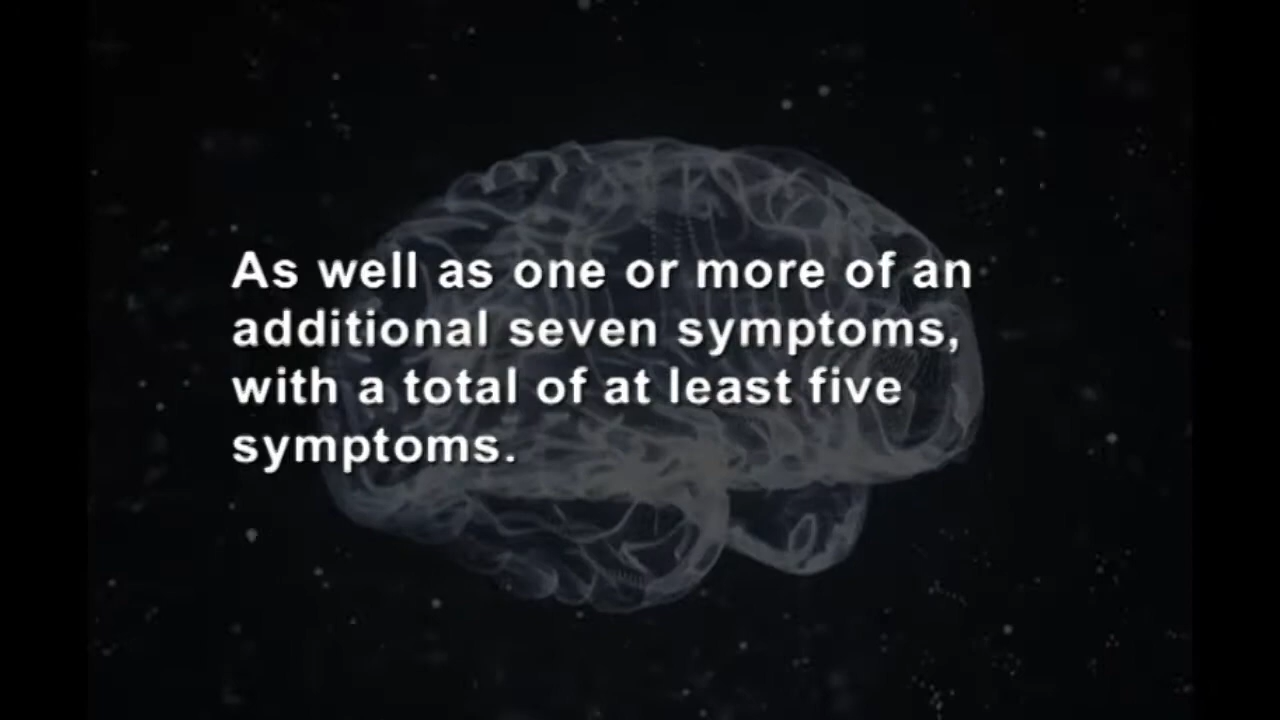 As well as one or more of an
additional seven symptoms,
with a total of at least five
symptoms.